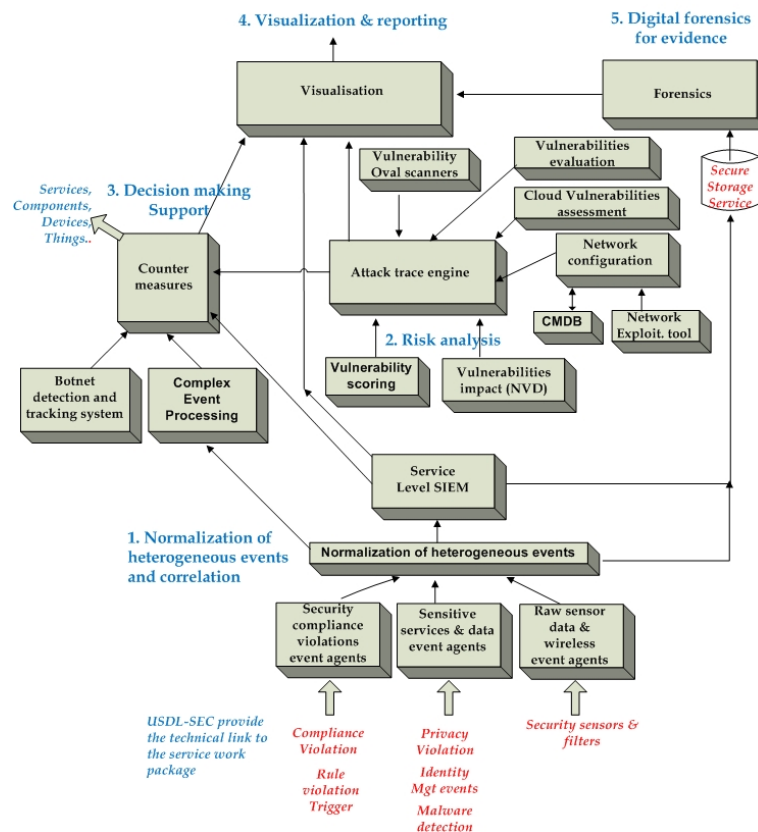 4. Visualization & reporting
5. Digital forensics
for evidence
Visualisation
Forensics
Vulnerability
Oval scanners
Vulnerabilities
evaluation
Secure
Storage
Service
Services,
Components,
Devices,
Things..
3. Decision making
Support
Cloud Vulnerabilities
assessment
Counter
measures
Attack trace engine
Network
configuration
CMDB
Network
Exploit. tool
2. Risk analysis
Botnet
detection and
tracking system
Complex
Event
Processing
Vulnerability
scoring
Vulnerabilities
impact (NVD)
Service
Level SIEM
1. Normalization of
heterogeneous events
and correlation
Normalization of heterogeneous events
Security
compliance
violations
event agents
Sensitive
services & data
event agents
Raw sensor
data &
wireless
event agents
USDL-SEC provide
the technical link to
the service work
package
Compliance
Violation
Rule
violation
Trigger
Privacy
Violation
Identity
Mgt events
Malware
detection
Security sensors &
filters